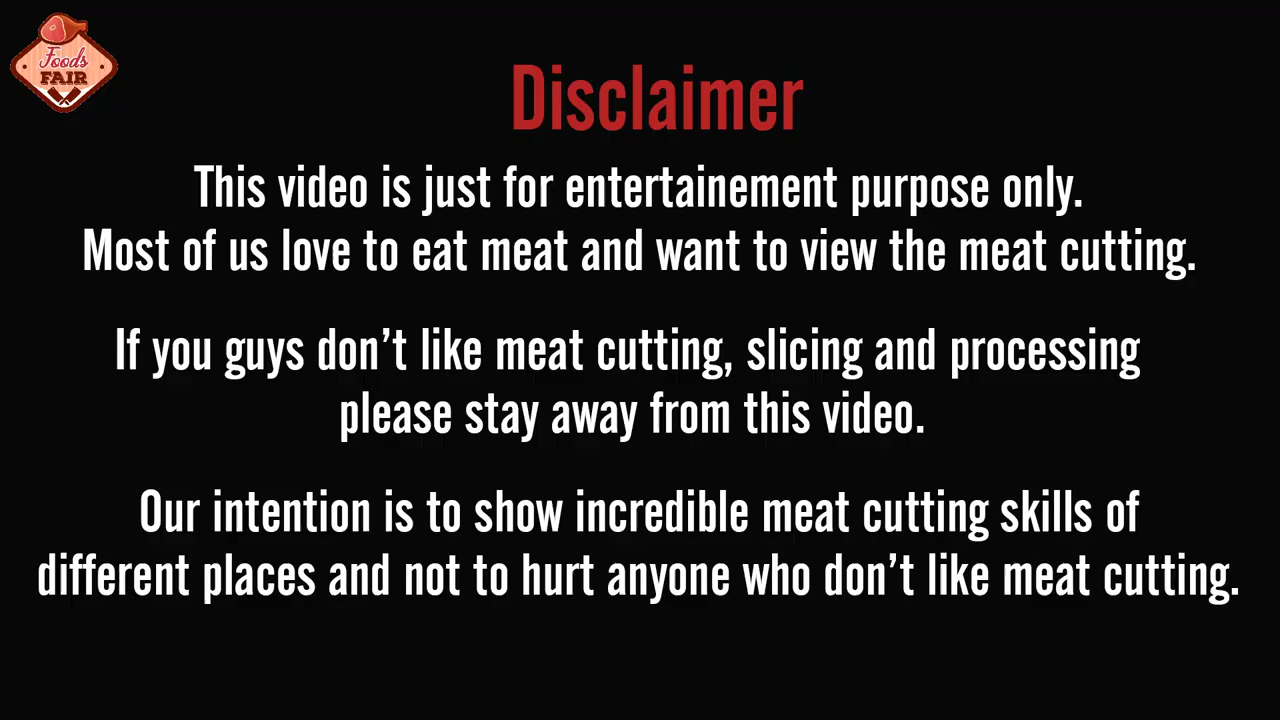 Foods
FAIR
Disclaimer
This video is just for entertainement purpose only.
Most of us love to eat meat and want to view the meat cutting.
If you guys don’t like meat cutting, slicing and processing
please stay away from this video.
Our intention is to show incredible meat cutting skills of
different places and not to hurt anyone who don’t like meat cutting.